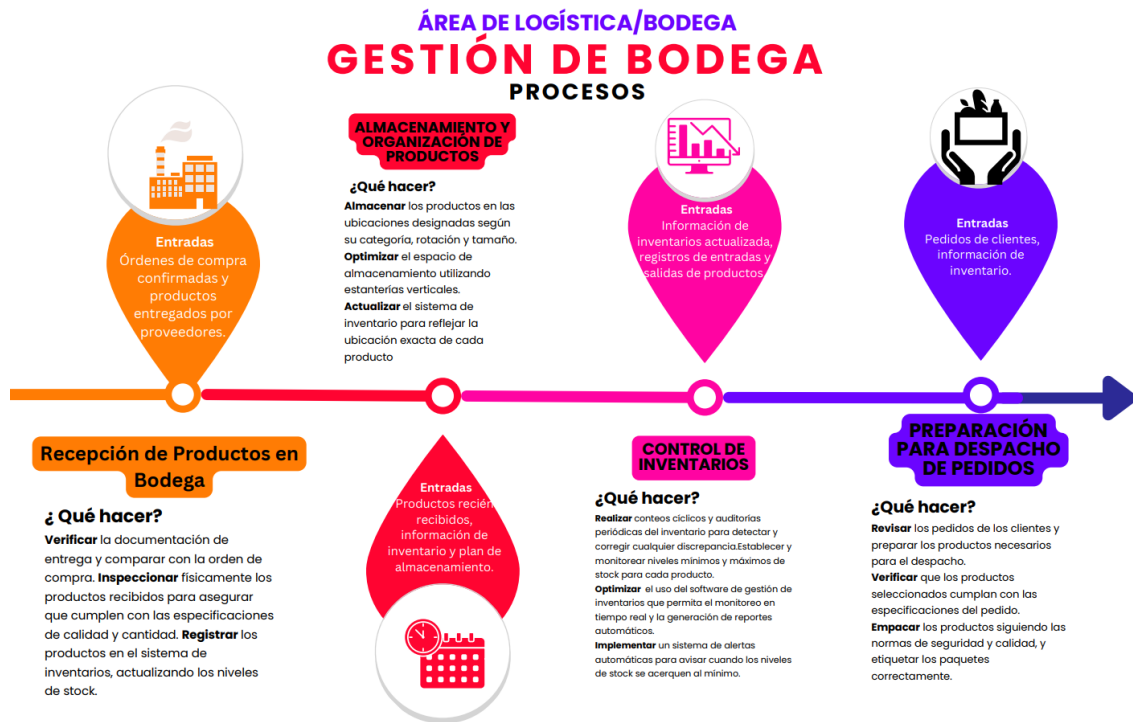 ÁREA DE LOGÍSTICA/BODEGA
GESTIÓN DE BODEGA
PROCESOS
Entradas
Órdenes de compra
confirmadas y
productos
entregados por
proveedores.
Recepción de Productos en
Bodega
¿ Qué hacer?
Verificar la documentación de
entrega y comparar con la orden de
compra. Inspeccionar físicamente los
productos recibidos para asegurar
que cumplen con las especificaciones
de calidad y cantidad. Registrar los
productos en el sistema de
inventarios, actualizando los niveles
de stock.
ALMACENAMIENTO Y
ORGANIZACIÓN DE
PRODUCTOS
¿Qué hacer?
Almacenar los productos en las
ubicaciones designadas según
su categoría, rotación y tamaño.
Optimizar el espacio de
almacenamiento utilizando
estanterías verticales.
Actualizar el sistema de
inventario para reflejar la
ubicación exacta de cada
producto
Entradas
Productos recién
recibidos,
información de
inventario y plan de
almacenamiento.
Entradas
Información de
inventarios actualizada,
registros de entradas y
salidas de productos.
CONTROL DE
INVENTARIOS
¿Qué hacer?
Realizar conteos cíclicos y auditorías
periódicas del inventario para detectar y
corregir cualquier discrepancia.Establecer y
monitorear niveles mínimos y máximos de
stock para cada producto.
Optimizar el uso del software de gestión de
inventarios que permita el monitoreo en
tiempo real y la generación de reportes
automáticos.
Implementar un sistema de alertas
automáticas para avisar cuando los niveles
de stock se acerquen al mínimo.
Entradas
Pedidos de clientes,
información de
inventario.
PREPARACIÓN
PARA DESPACHO
DE PEDIDOS
¿Qué hacer?
Revisar los pedidos de los clientes y
preparar los productos necesarios
para el despacho.
Verificar que los productos
seleccionados cumplan con las
especificaciones del pedido.
Empacar los productos siguiendo las
normas de seguridad y calidad, y
etiquetar los paquetes
correctamente.